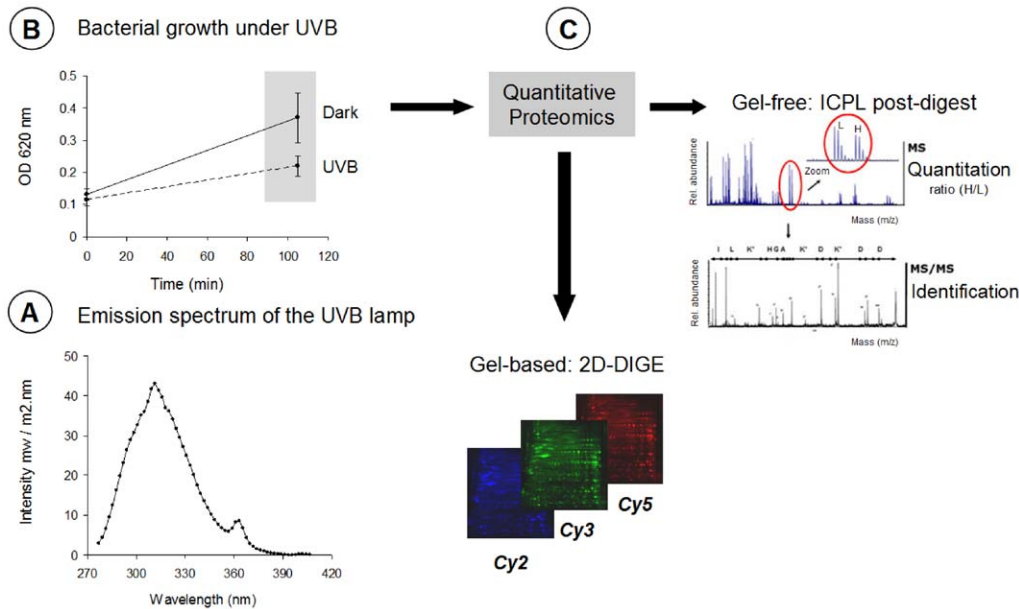 B
Bacterial growth under UVB
OD 620 nm
0.5
0.4
0.3
0.2
0.1
0
0 20 40 60 80 100 120
Time (min)
Dark
UVB
C
Quantitative
Proteomics
Gel-free: ICPL post-digest
L H
Zoom
MS
Quantitation
ratio (H/L)
Rel. abundance
Mass (m/z)
I L K* H G A K* D K* D D
MS/MS
Identification
Rel. abundance
Mass (m/z)
A
Emission spectrum of the UVB lamp
Intensity mw / m2.nm
50
40
30
20
10
0
270 300 330 360 390 420
Wavelength (nm)
Gel-based: 2D-DIGE
Cy5
Cy3
Cy2